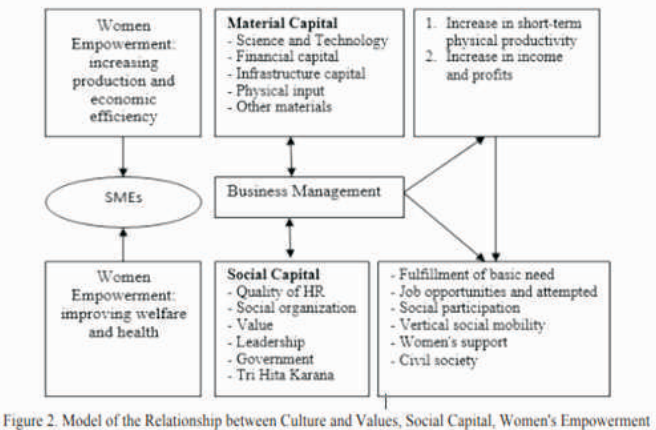 Women
Empowerment:
increasing
production and
economic
efficiency
Material Capital
- Science and Technology
- Financial capital
- Infrastructure capital
- Physical input
- Other materials
1. Increase in short-term
physical productivity
2. Increase in income
and profits
SMEs
Business Management
Women
Empowerment:
improving welfare
and health
Social Capital
- Quality of HR
- Social organization
- Value
- Leadership
- Government
- Tri Hita Karana
- Fulfillment of basic need
- Job opportunities and attempted
- Social participation
- Vertical social mobility
- Women's support
- Civil society
Figure 2. Model of the Relationship between Culture and Values, Social Capital, Women's Empowerment